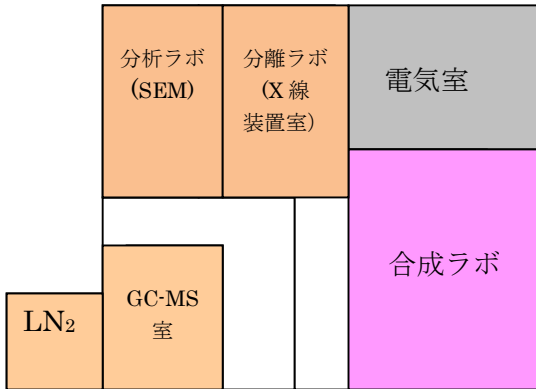 分析ラボ
(SEM)
分離ラボ
(X 線
装置室)
電気室
合成ラボ
GC-MS
室
LN₂